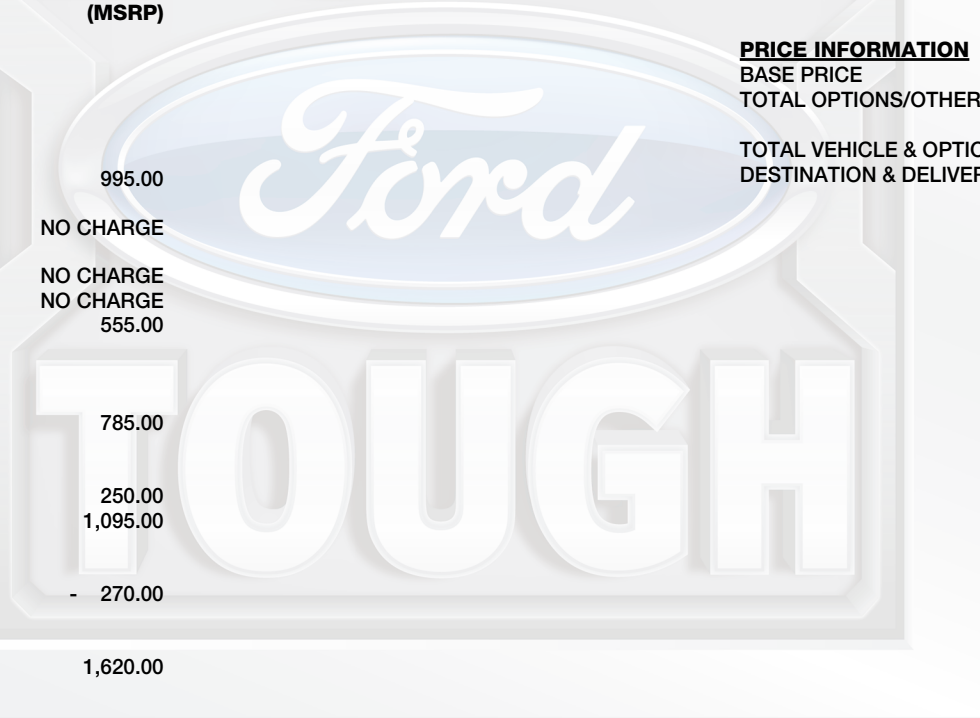 (MSRP)
995.00
NO CHARGE
NO CHARGE
NO CHARGE
555.00
785.00
250.00
1,095.00
- 270.00
1,620.00
PRICE INFORMATION
BASE PRICE
TOTAL OPTIONS/OTHER
TOTAL VEHICLE & OPTIO
DESTINATION & DELIVER
Ford
TOUGH